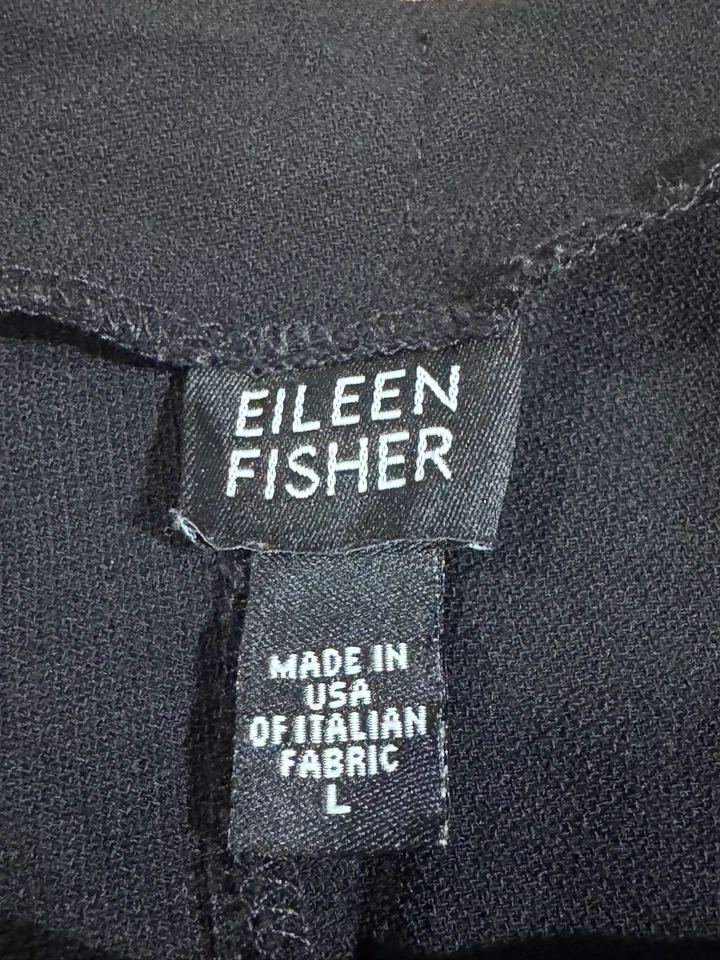 EILEEN
FISHER
MADE IN
USA
OF ITALIAN
FABRIC
L